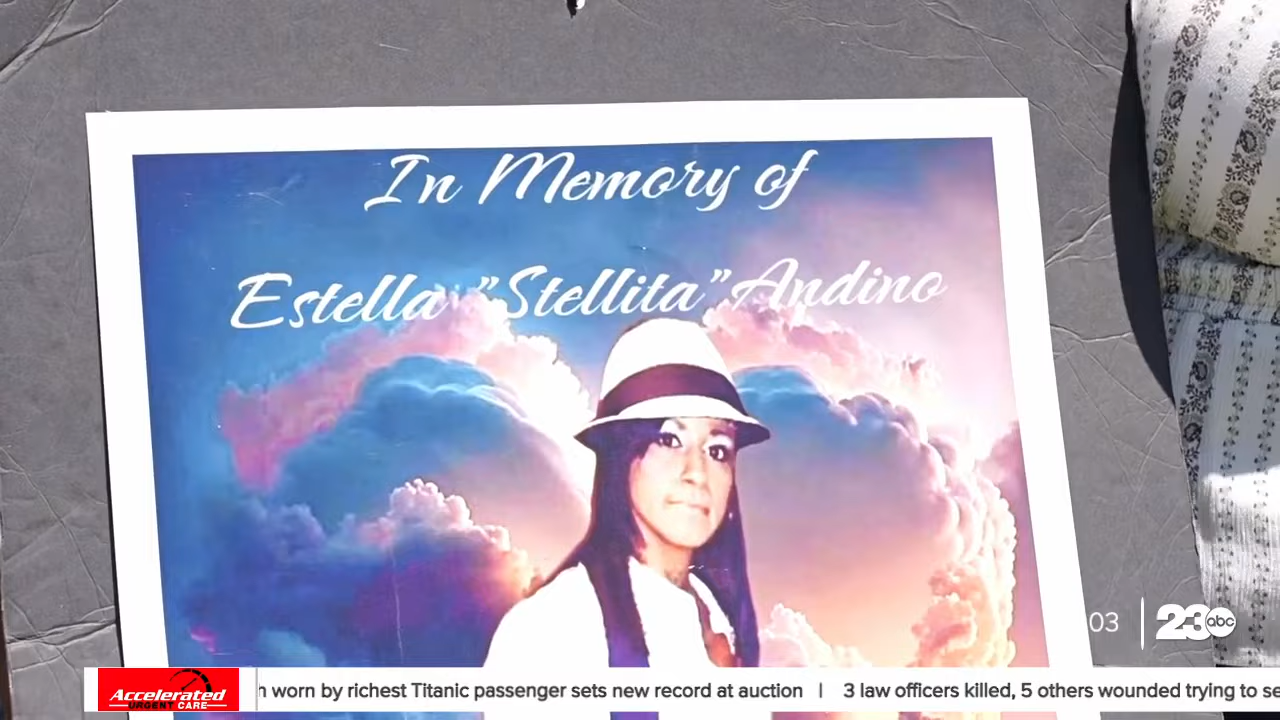 In Memory of
Estella "Stellita" Andino
03
23 abc
Accelerated
URGENT CARE
worn by richest Titanic passenger sets new record at auction | 3 law officers killed, 5 others wounded trying to